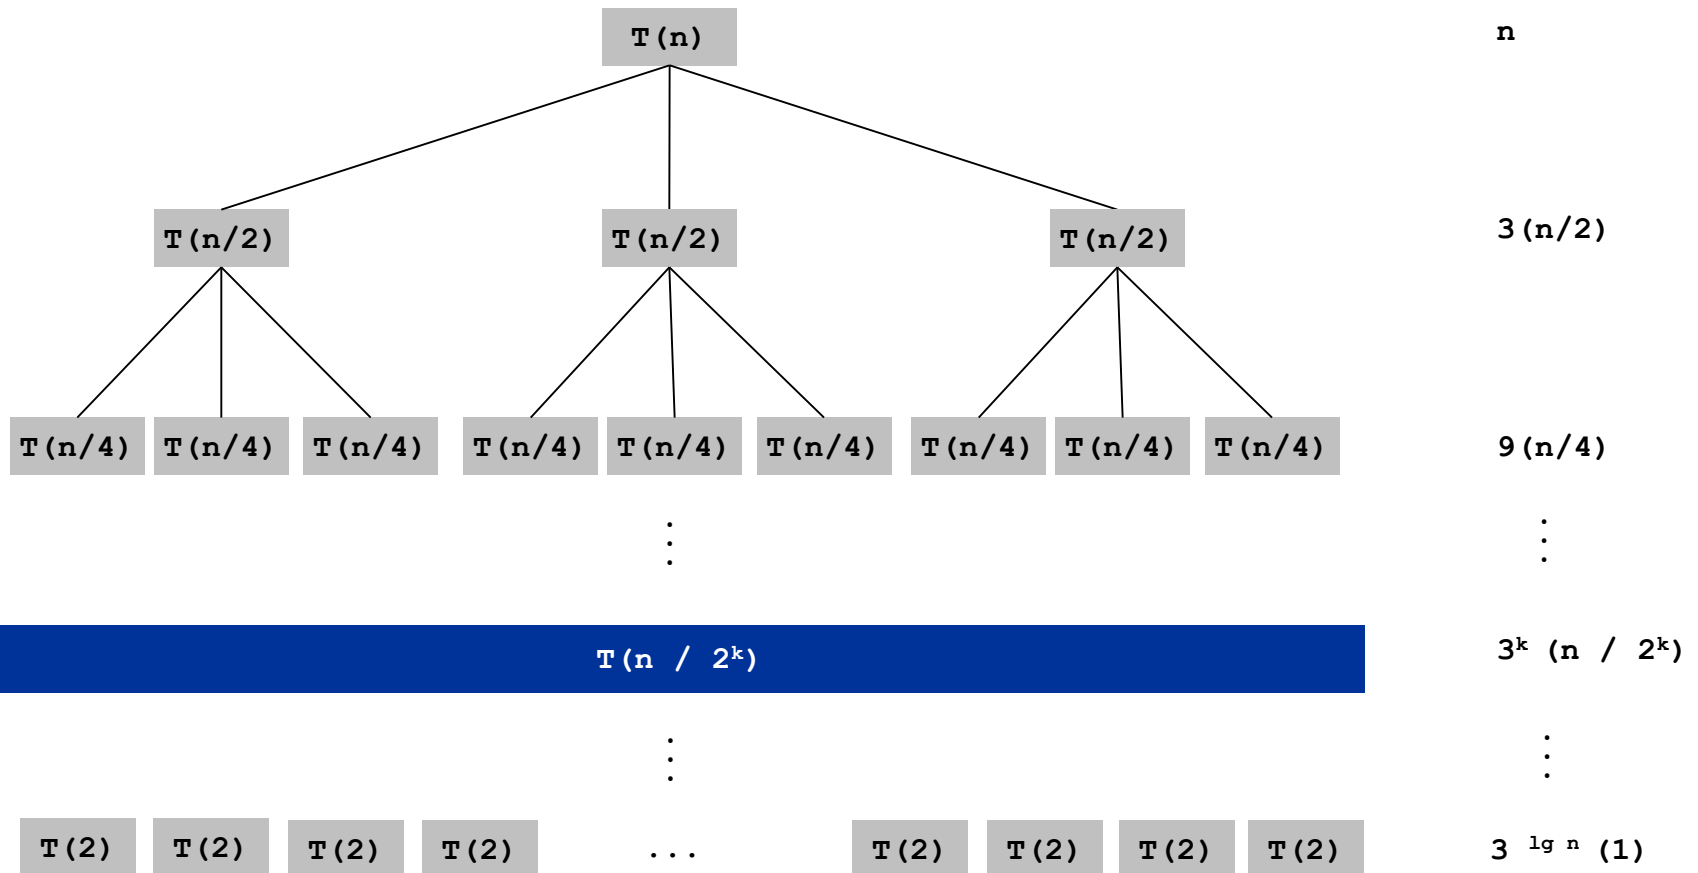 T(n) n
T(n/2) T(n/2) T(n/2) 3(n/2)
T(n/4) T(n/4) T(n/4) T(n/4) T(n/4) T(n/4) T(n/4) T(n/4) T(n/4) 9(n/4)
. .
. .
. .
T(n / 2ᵏ) 3ᵏ (n / 2ᵏ)
. .
. .
. .
T(2) T(2) T(2) T(2) ... T(2) T(2) T(2) T(2) 3 ˡᵍ ⁿ (1)